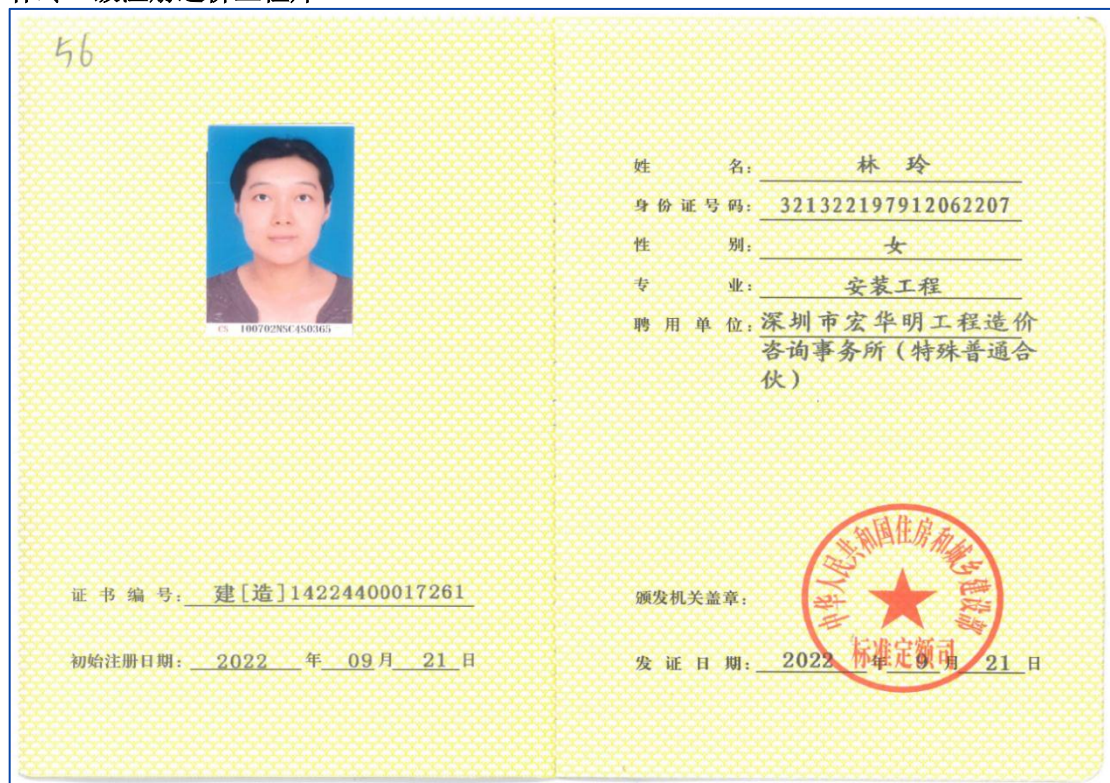 56
CS 100702NSC4S0365
证书编号: 建[造]14224400017261
初始注册日期: 2022 年 09 月 21 日
姓名: 林玲
身份证号码: 321322197912062207
性别: 女
专业: 安装工程
聘用单位: 深圳市宏华明工程造价
咨询事务所(特殊普通合
伙)
中华人民共和国住房和城乡建设部
标准定额司
颁发机关盖章:
发证日期: 2022 年 9 月 21 日